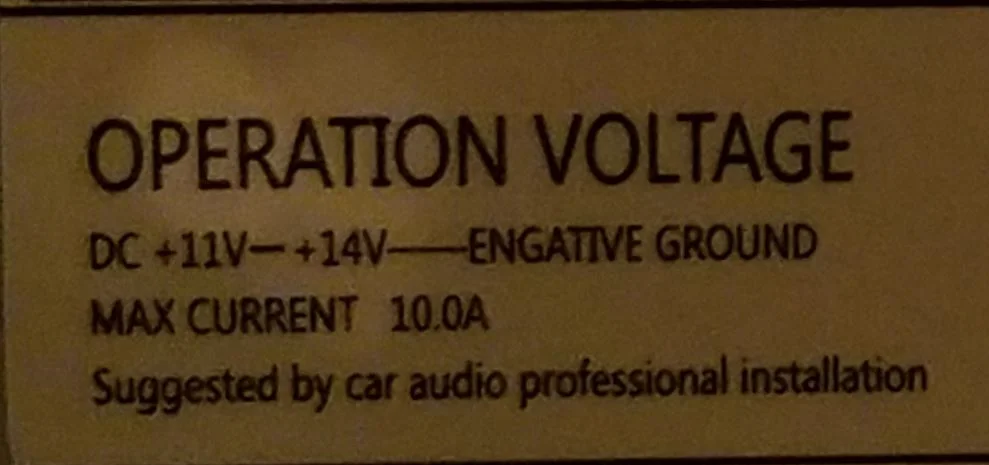 OPERATION VOLTAGE
DC +11V— +14V——ENGATIVE GROUND
MAX CURRENT 10.0A
Suggested by car audio professional installation